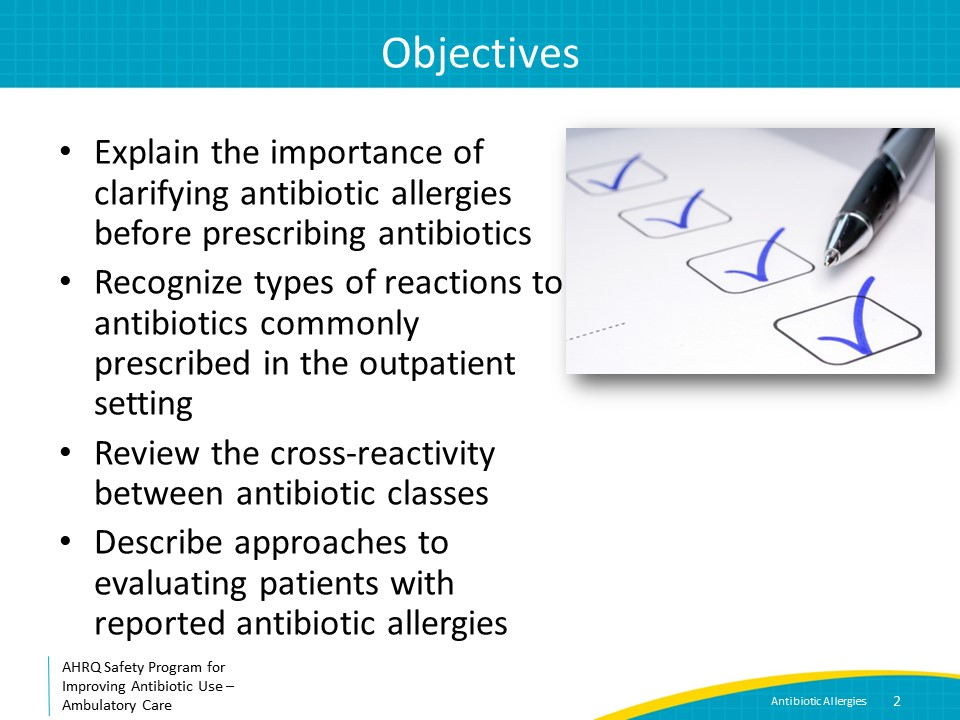 Objectives
• Explain the importance of
clarifying antibiotic allergies
before prescribing antibiotics
• Recognize types of reactions to
antibiotics commonly
prescribed in the outpatient
setting
• Review the cross-reactivity
between antibiotic classes
• Describe approaches to
evaluating patients with
reported antibiotic allergies
AHRQ Safety Program for
Improving Antibiotic Use –
Ambulatory Care
Antibiotic Allergies 2